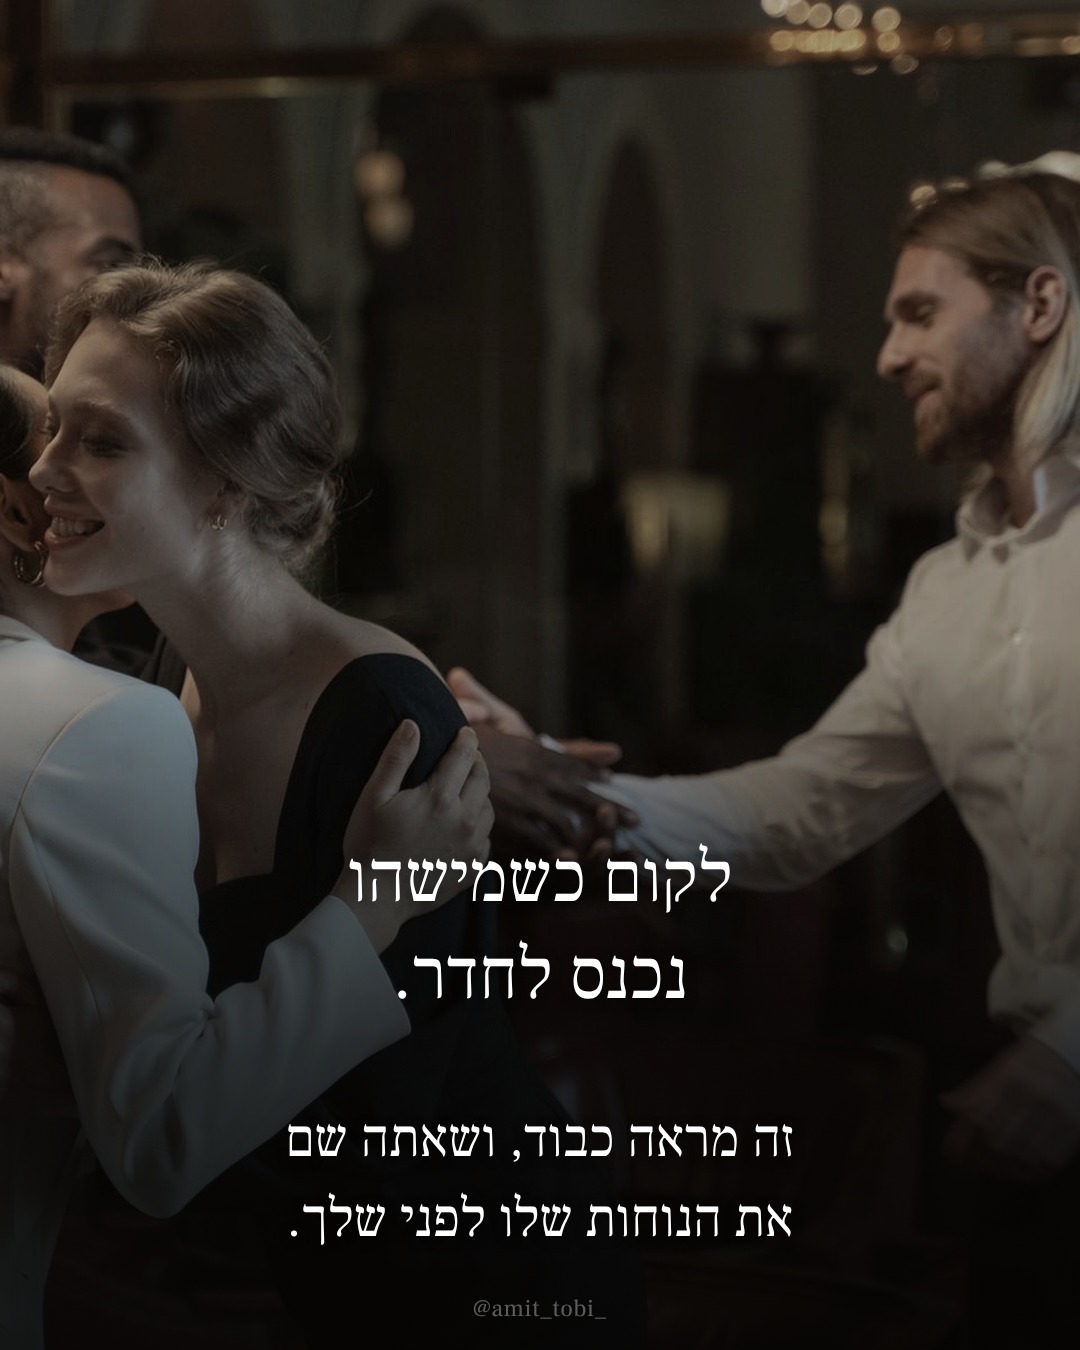 לקום כשמישהו
נכנס לחדר.
זה מראה כבוד, ושאתה שם
את הנוחות שלו לפני שלך.
@amit_tobi_